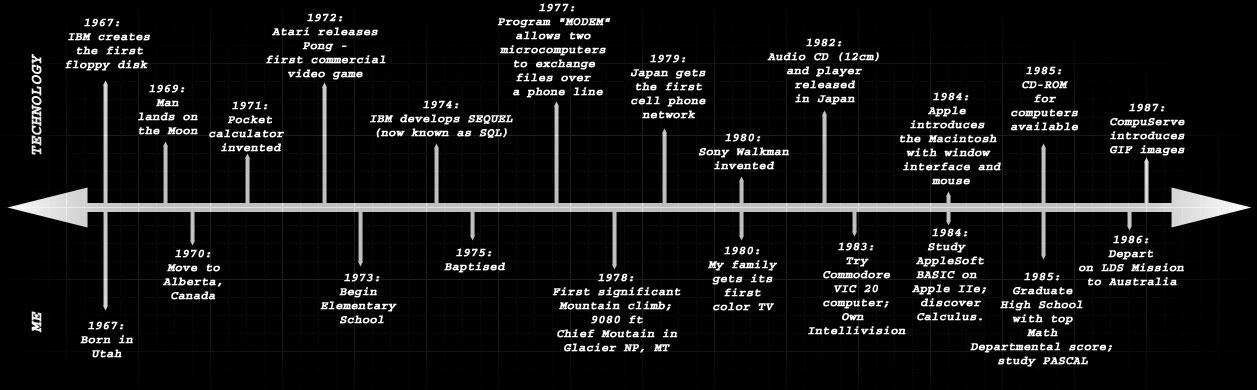 TECHNOLOGY
1967:
IBM creates
the first
floppy disk
1969:
Man
lands on
the Moon
1971:
Pocket
calculator
invented
1972:
Atari releases
Pong -
first commercial
video game
1974:
IBM develops SEQUEL
(now known as SQL)
1977:
Program "MODEM"
allows two
microcomputers
to exchange
files over
a phone line
1979:
Japan gets
the first
cell phone
network
1980:
Sony Walkman
invented
1982:
Audio CD (12cm)
and player
released
in Japan
1984:
Apple
introduces
the Macintosh
with window
interface and
mouse
1985:
CD-ROM
for
computers
available
1987:
CompuServe
introduces
GIF images
ME
1967:
Born in
Utah
1970:
Move to
Alberta,
Canada
1973:
Begin
Elementary
School
1975:
Baptised
1978:
First significant
Mountain climb;
9080 ft
Chief Moutain in
Glacier NP, MT
1980:
My family
gets its
first
color TV
1983:
Try
Commodore
VIC 20
computer;
Own
Intellivision
1984:
Study
AppleSoft
BASIC on
Apple IIe;
discover
Calculus.
1985:
Graduate
High School
with top
Math
Departmental score;
study PASCAL
1986:
Depart
on LDS Mission
to Australia